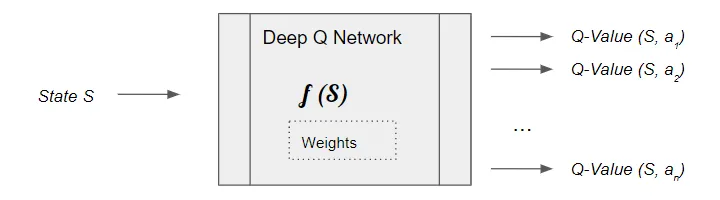 Deep Q Network
State S
f (S)
Weights
Q-Value (S, a₁)
Q-Value (S, a₂)
...
Q-Value (S, aₙ)